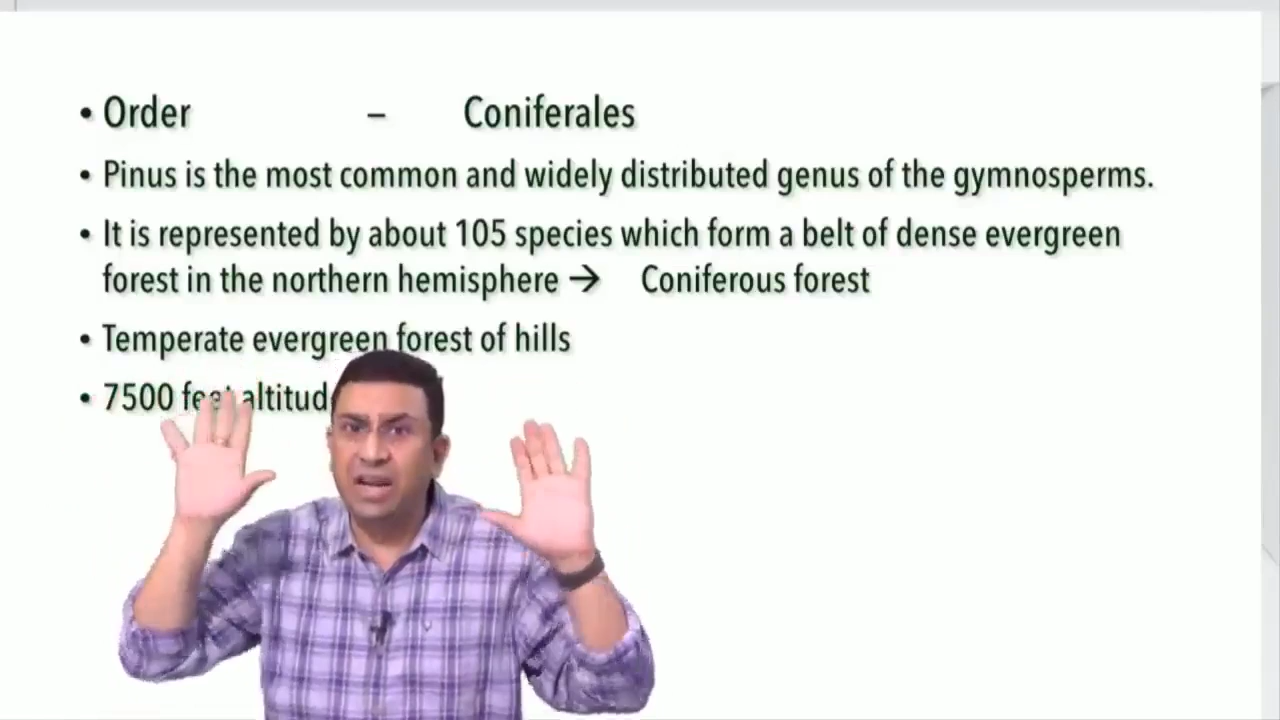 • Order – Coniferales
• Pinus is the most common and widely distributed genus of the gymnosperms.
• It is represented by about 105 species which form a belt of dense evergreen
forest in the northern hemisphere → Coniferous forest
• Temperate evergreen forest of hills
• 7500 feet altitude